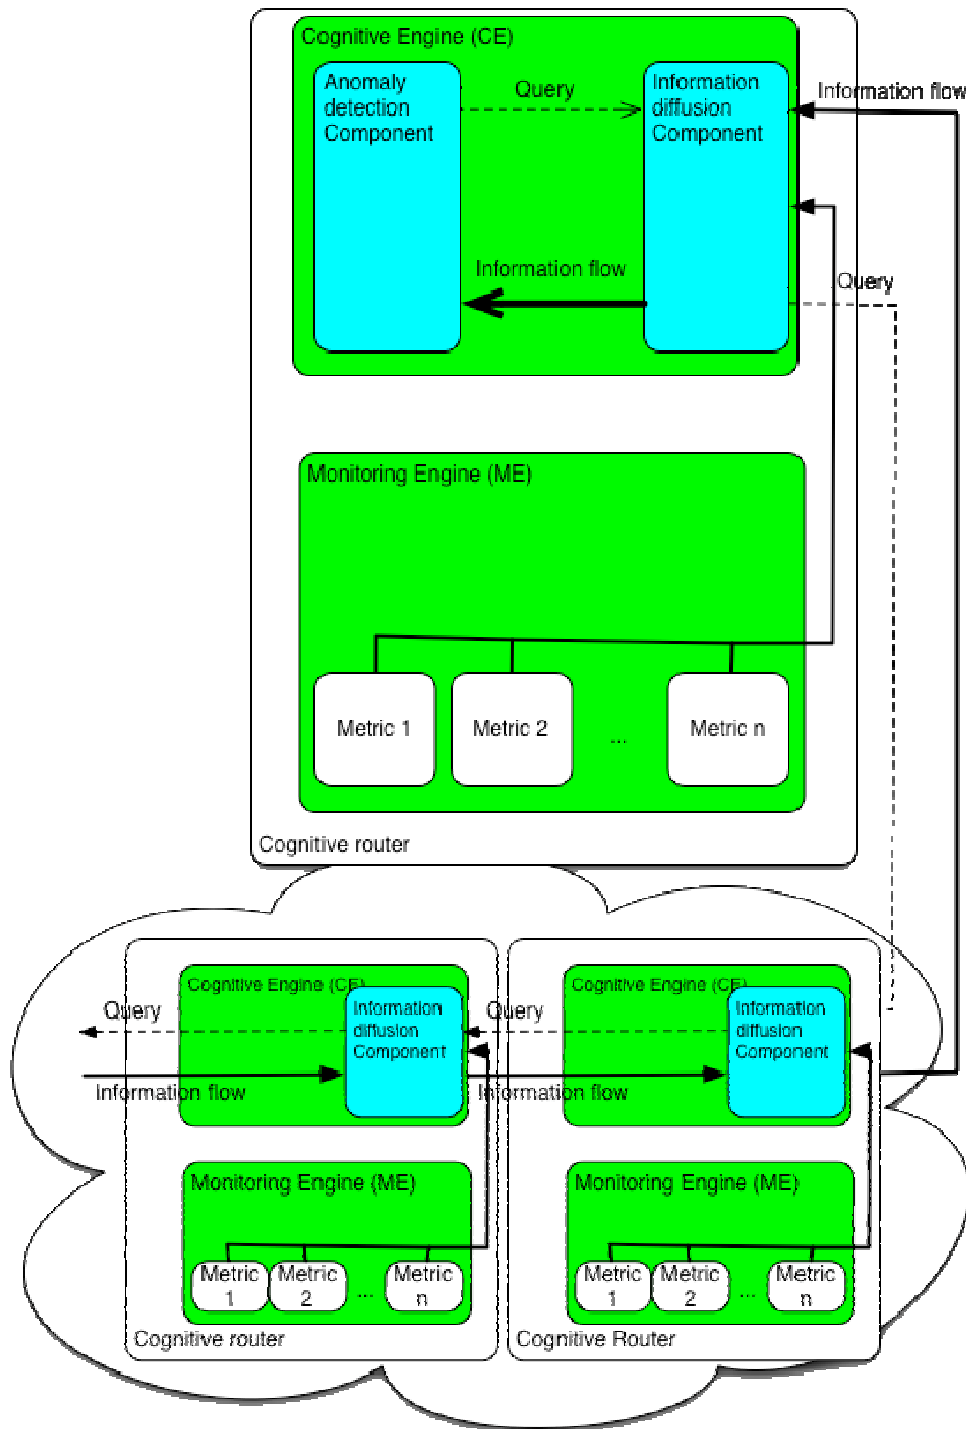 Cognitive Engine (CE)
Anomaly
detection
Component
Query
Information
diffusion
Component
Information flow
Information flow
Query
Monitoring Engine (ME)
Metric 1
Metric 2
...
Metric n
Cognitive router
Cognitive Engine (CE)
Query
Information
diffusion
Component
Information flow
Monitoring Engine (ME)
Metric
1
Metric
2
...
Metric
n
Cognitive router
Cognitive Engine (CE)
Query
Information
diffusion
Component
Information flow
Monitoring Engine (ME)
Metric
1
Metric
2
...
Metric
n
Cognitive Router